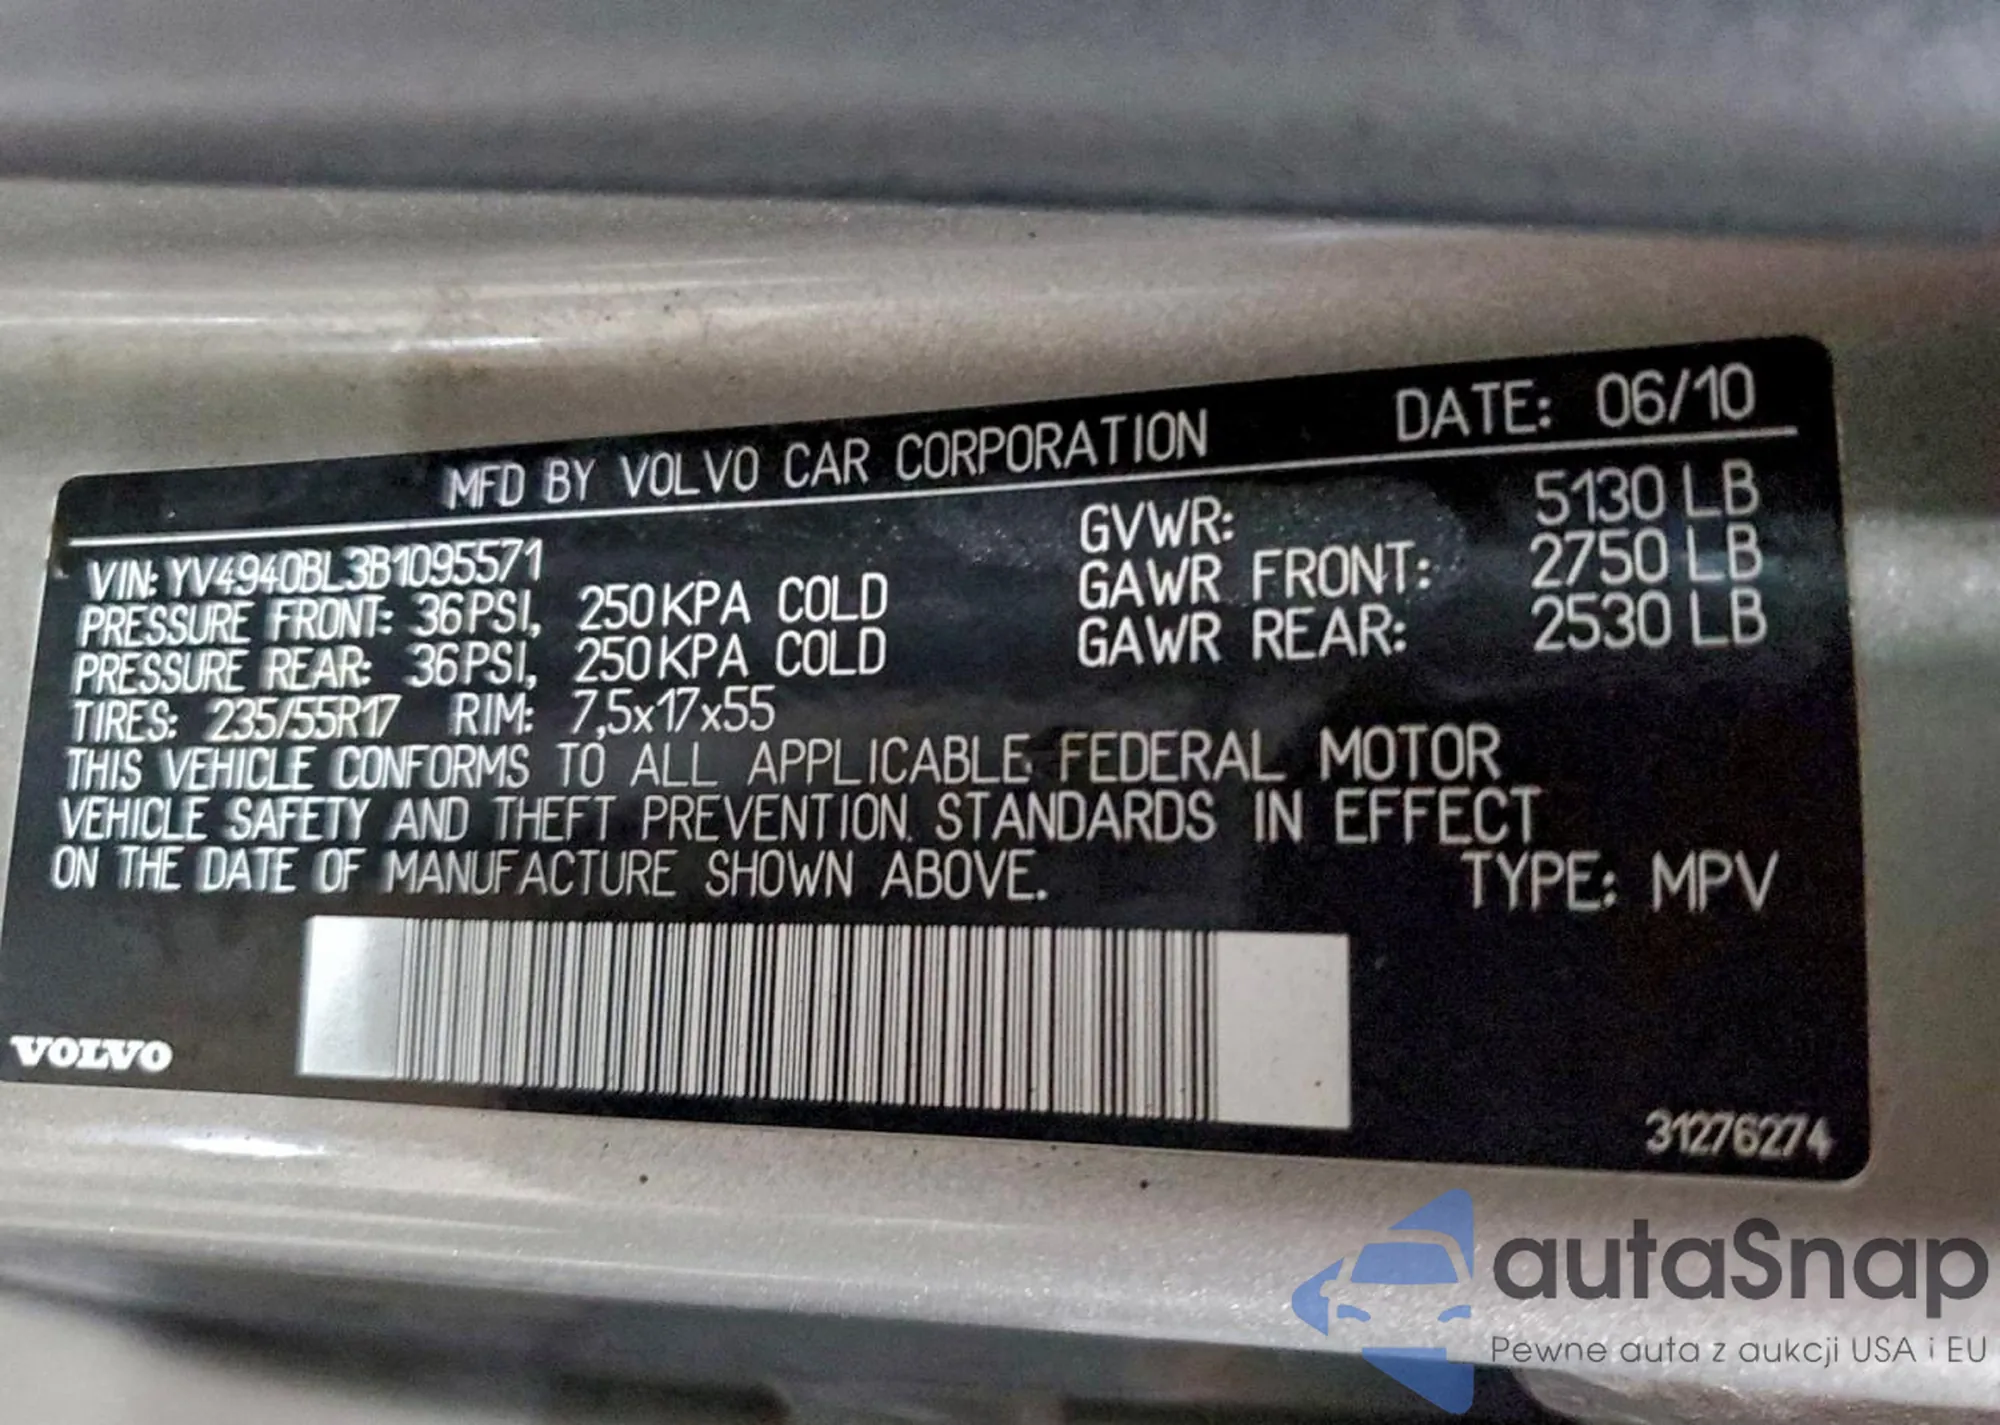 MFD BY VOLVO CAR CORPORATION DATE: 06/10
VIN: YV4940BL3B1095571
PRESSURE FRONT: 36PSI, 250KPA COLD
PRESSURE REAR: 36PSI, 250KPA COLD
TIRES: 235/55R17 RIM: 7,5x17x55
GVWR: 5130 LB
GAWR FRONT: 2750 LB
GAWR REAR: 2530 LB
THIS VEHICLE CONFORMS TO ALL APPLICABLE FEDERAL MOTOR
VEHICLE SAFETY AND THEFT PREVENTION STANDARDS IN EFFECT
ON THE DATE OF MANUFACTURE SHOWN ABOVE.
TYPE: MPV
VOLVO
31276274
autaSnap
Pewne auta z aukcji USA i EU